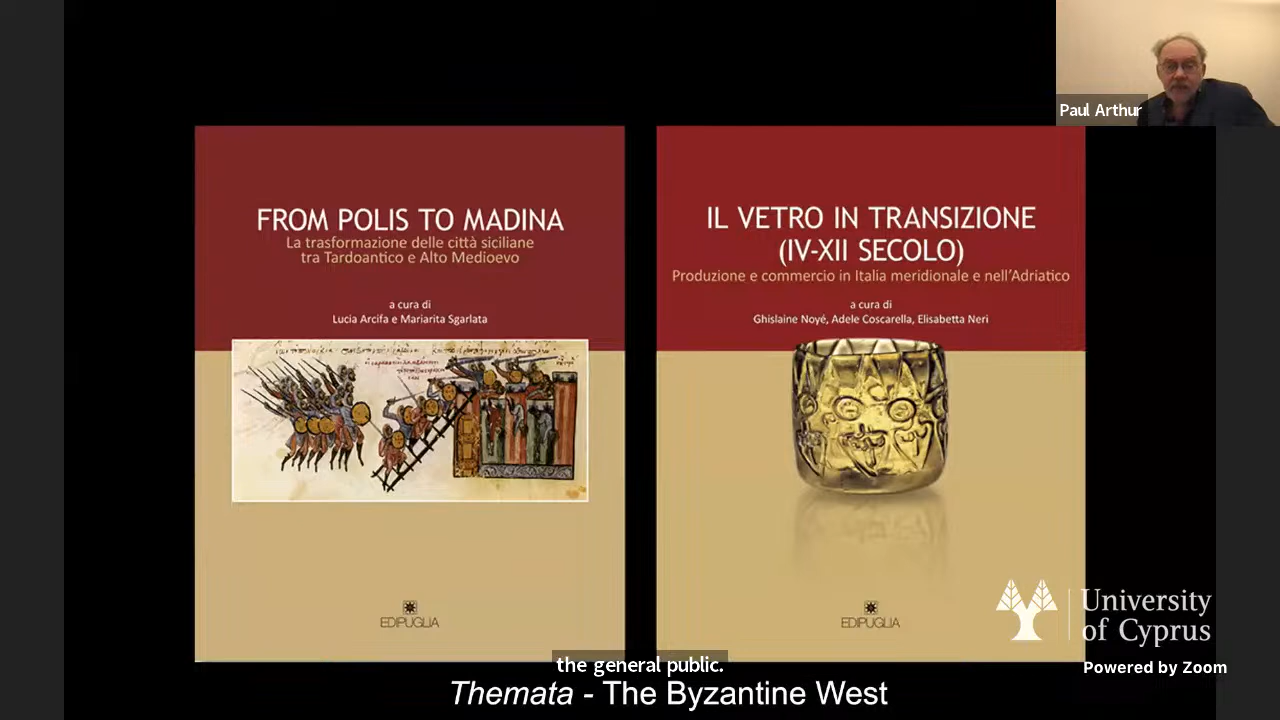 Paul Arthur
FROM POLIS TO MADINA
La trasformazione delle città siciliane
tra Tardoantico e Alto Medioevo
a cura di
Lucia Arcifa e Mariarita Sgarlata
EDIPUGLIA
IL VETRO IN TRANSIZIONE
(IV-XII SECOLO)
Produzione e commercio in Italia meridionale e nell'Adriatico
a cura di
Ghislaine Noyé, Adele Coscarella, Elisabetta Neri
EDIPUGLIA
University
of Cyprus
Powered by Zoom
the general public.
Themata - The Byzantine West